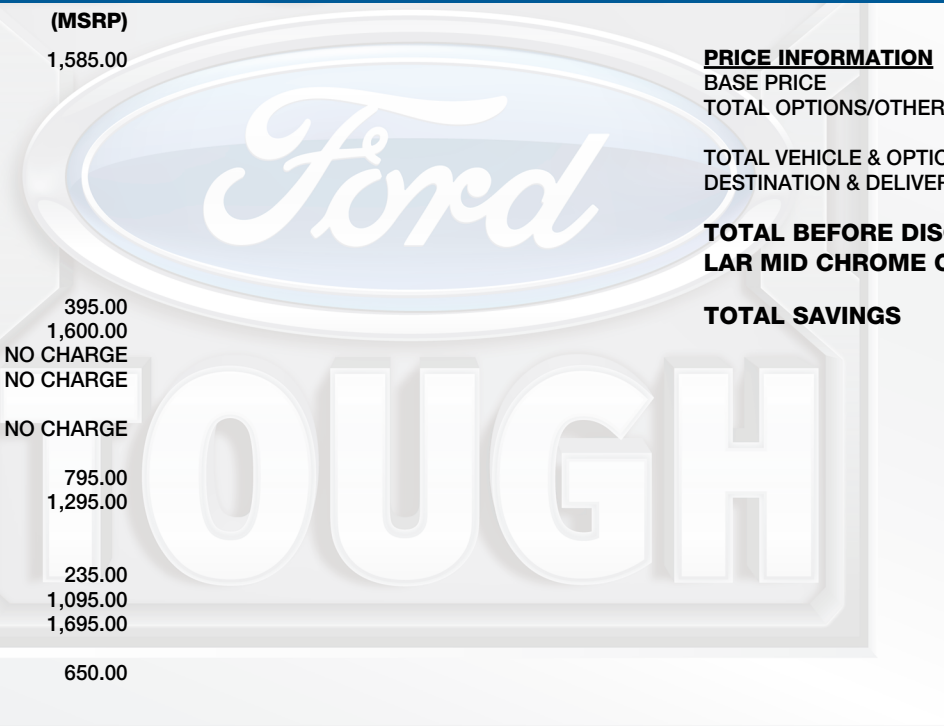 (MSRP)
1,585.00
395.00
1,600.00
NO CHARGE
NO CHARGE
NO CHARGE
795.00
1,295.00
235.00
1,095.00
1,695.00
650.00
PRICE INFORMATION
BASE PRICE
TOTAL OPTIONS/OTHER
TOTAL VEHICLE & OPTIO
DESTINATION & DELIVER
TOTAL BEFORE DIS
LAR MID CHROME
TOTAL SAVINGS
Ford
TOUGH